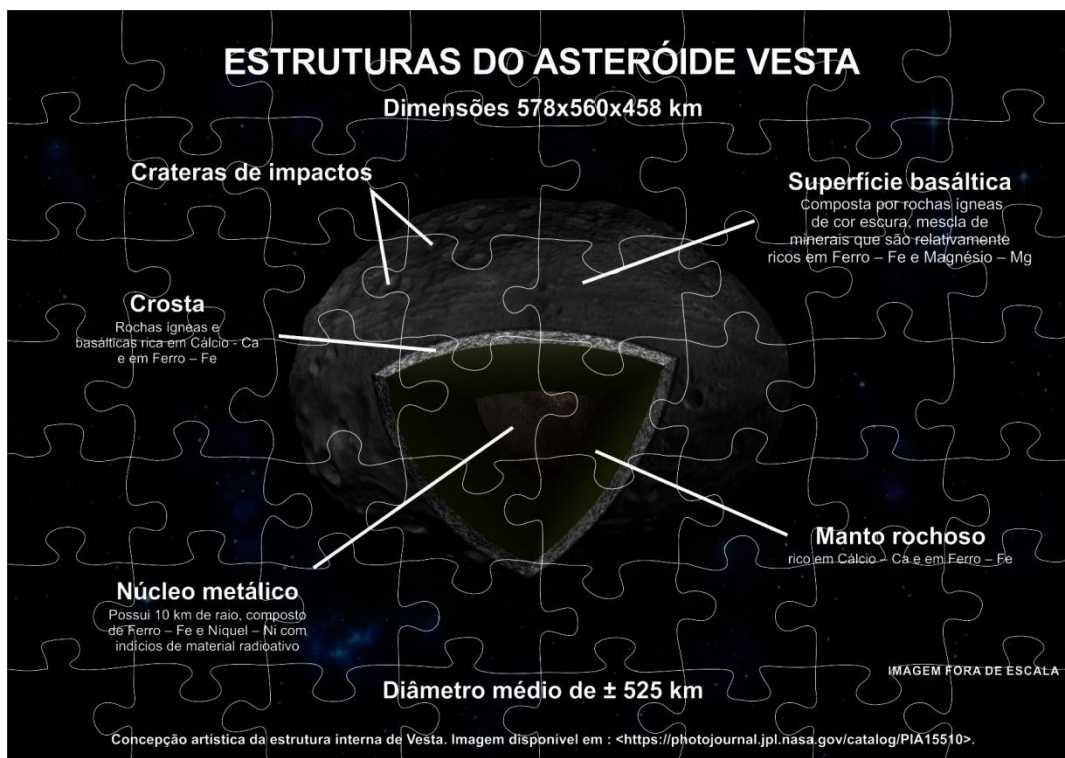 ESTRUTURAS DO ASTERÓIDE VESTA
Dimensões 578x560x458 km
Crateras de impactos
Superfície basáltica
Composta por rochas ígneas
de cor escura, mescla de
minerais que são relativamente
ricos em Ferro – Fe e Magnésio – Mg
Crosta
Rochas ígneas e
basálticas rica em Cálcio - Ca
e em Ferro – Fe
Manto rochoso
rico em Cálcio – Ca e em Ferro – Fe
Núcleo metálico
Possui 10 km de raio, composto
de Ferro – Fe e Níquel – Ni com
indícios de material radioativo
IMAGEM FORA DE ESCALA
Diâmetro médio de ± 525 km
Concepção artística da estrutura interna de Vesta. Imagem disponível em : <https://photojournal.jpl.nasa.gov/catalog/PIA15510>.